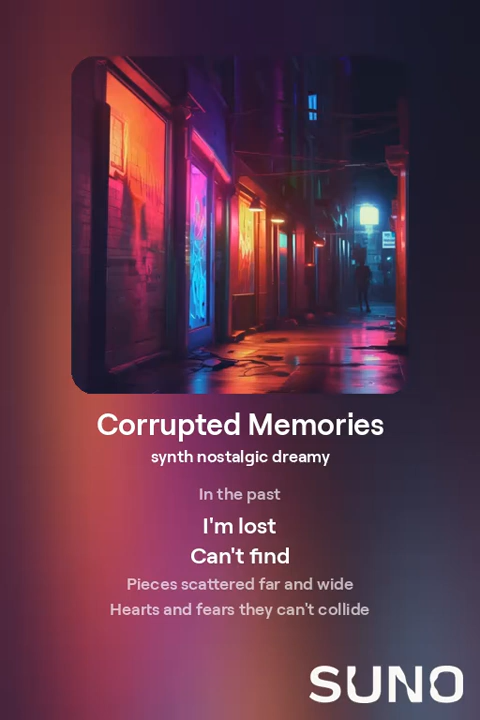 Corrupted Memories
synth nostalgic dreamy
In the past
I'm lost
Can't find
Pieces scattered far and wide
Hearts and fears they can't collide
SUNO